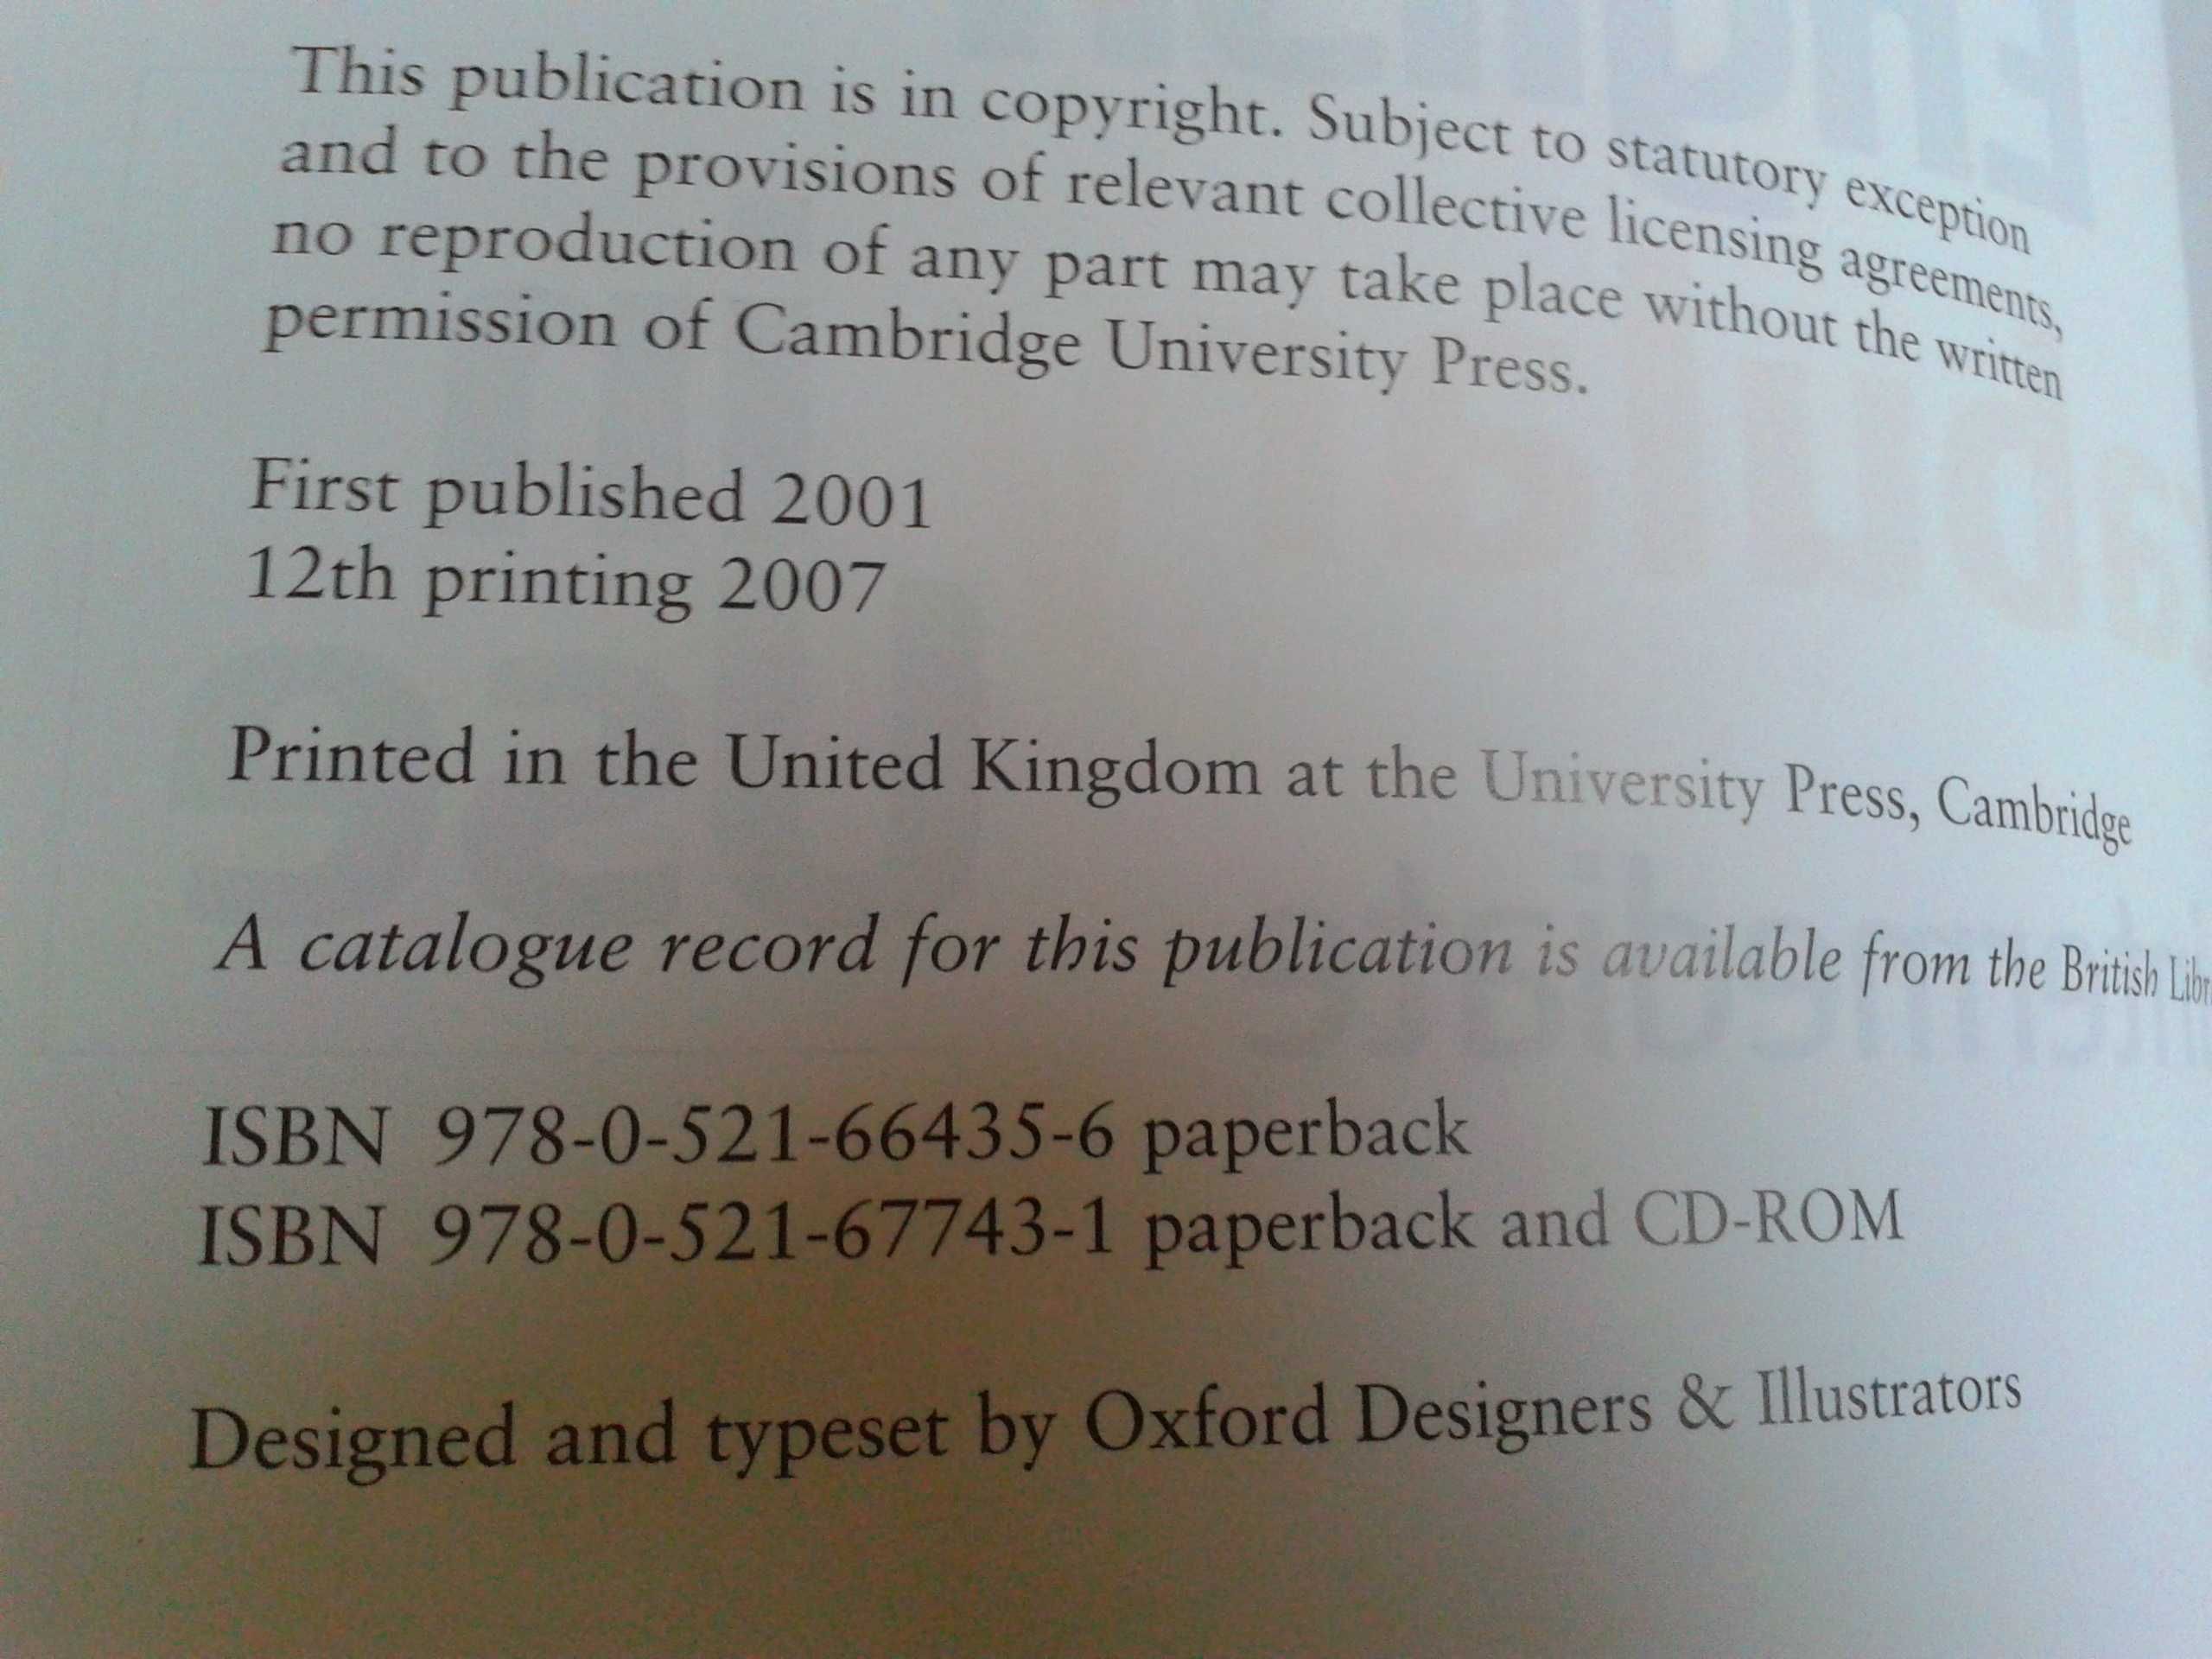 This publication is in copyright. Subject to statutory exception
and to the provisions of relevant collective licensing agreements,
no reproduction of any part may take place without the written
permission of Cambridge University Press.
First published 2001
12th printing 2007
Printed in the United Kingdom at the University Press, Cambridge
A catalogue record for this publication is available from the British Libr
ISBN 978-0-521-66435-6 paperback
ISBN 978-0-521-67743-1 paperback and CD-ROM
Designed and typeset by Oxford Designers & Illustrators